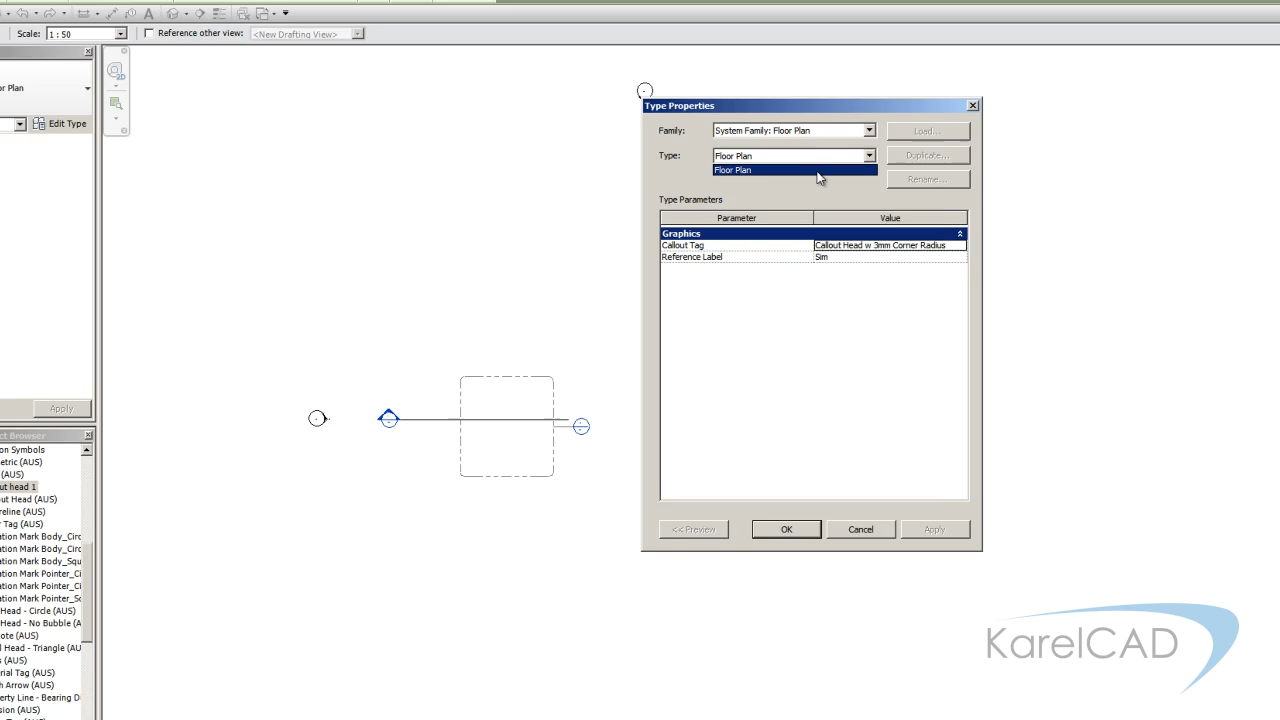 Scale: 1 : 50 Reference other view: <New Drafting View>
or Plan
Edit Type
Apply
ct Browser
on Symbols
etric (AUS)
(AUS)
ut head 1
out Head (AUS)
reline (AUS)
r Tag (AUS)
ation Mark Body_Circ
ation Mark Body_Circ
ation Mark Body_Squ
ation Mark Pointer_Ci
ation Mark Pointer_Ci
ation Mark Pointer_Sc
Head - Circle (AUS)
Head - No Bubble (A
ote (AUS)
l Head - Triangle (AU
s (AUS)
rial Tag (AUS)
h Arrow (AUS)
erty Line - Bearing D
sion (AUS)
2D
Type Properties
Family: System Family: Floor Plan Load...
Type: Floor Plan Duplicate...
Floor Plan
Rename...
Type Parameters
Parameter Value
Graphics
Callout Tag Callout Head w 3mm Corner Radius
Reference Label Sim
<< Preview OK Cancel Apply
KarelCAD